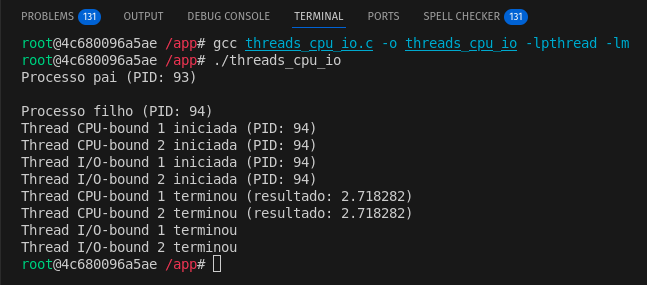 PROBLEMS 131 OUTPUT DEBUG CONSOLE TERMINAL PORTS SPELL CHECKER 131
root@4c680096a5ae /app# gcc threads_cpu_io.c -o threads_cpu_io -lpthread -lm
root@4c680096a5ae /app# ./threads_cpu_io
Processo pai (PID: 93)
Processo filho (PID: 94)
Thread CPU-bound 1 iniciada (PID: 94)
Thread CPU-bound 2 iniciada (PID: 94)
Thread I/O-bound 1 iniciada (PID: 94)
Thread I/O-bound 2 iniciada (PID: 94)
Thread CPU-bound 1 terminou (resultado: 2.718282)
Thread CPU-bound 2 terminou (resultado: 2.718282)
Thread I/O-bound 1 terminou
Thread I/O-bound 2 terminou
root@4c680096a5ae /app#